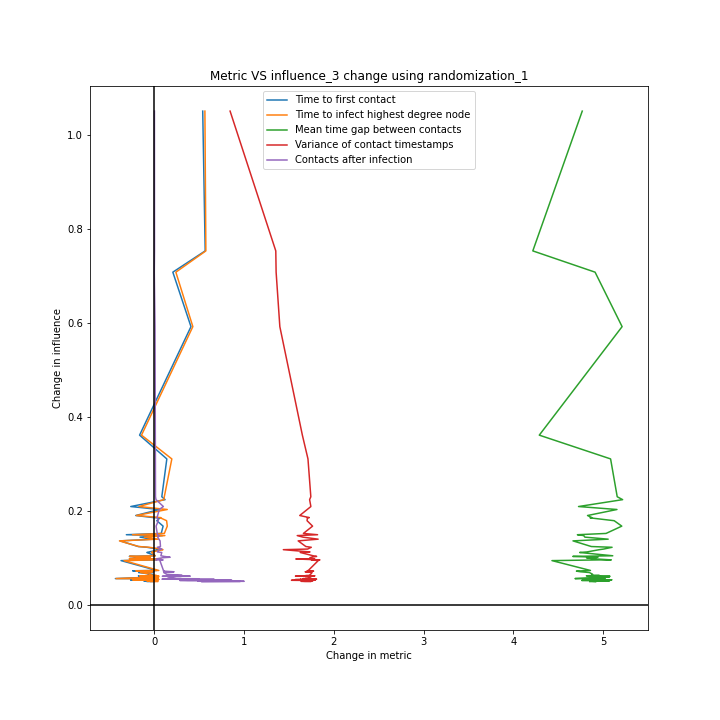 Metric VS influence_3 change using randomization_1
Time to first contact
Time to infect highest degree node
Mean time gap between contacts
Variance of contact timestamps
Contacts after infection
Change in influence
1.0
0.8
0.6
0.4
0.2
0.0
0 1 2 3 4 5
Change in metric